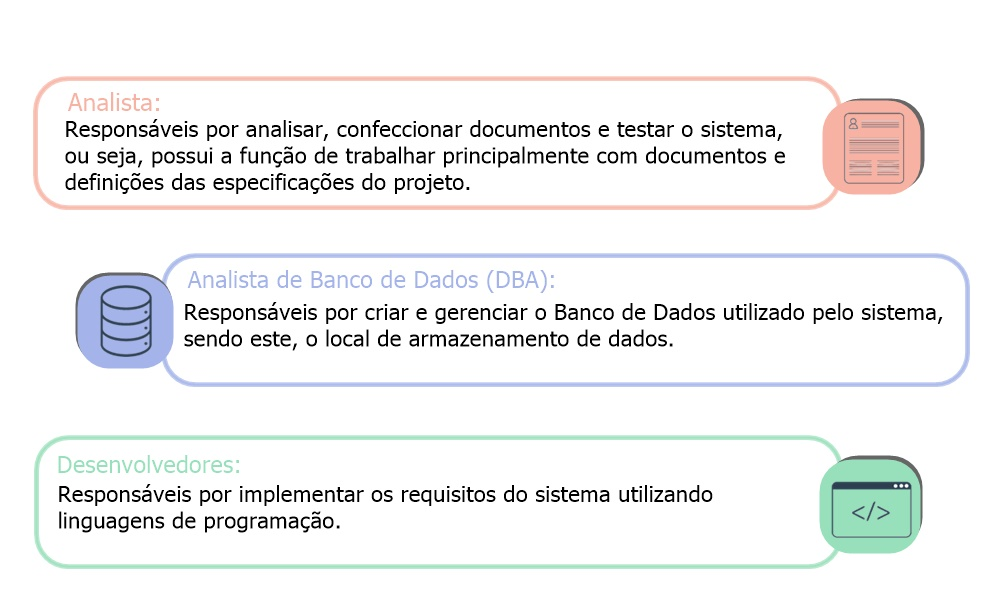 Analista:
Responsáveis por analisar, confeccionar documentos e testar o sistema,
ou seja, possui a função de trabalhar principalmente com documentos e
definições das especificações do projeto.
Analista de Banco de Dados (DBA):
Responsáveis por criar e gerenciar o Banco de Dados utilizado pelo sistema,
sendo este, o local de armazenamento de dados.
Desenvolvedores:
Responsáveis por implementar os requisitos do sistema utilizando
linguagens de programação.
</>